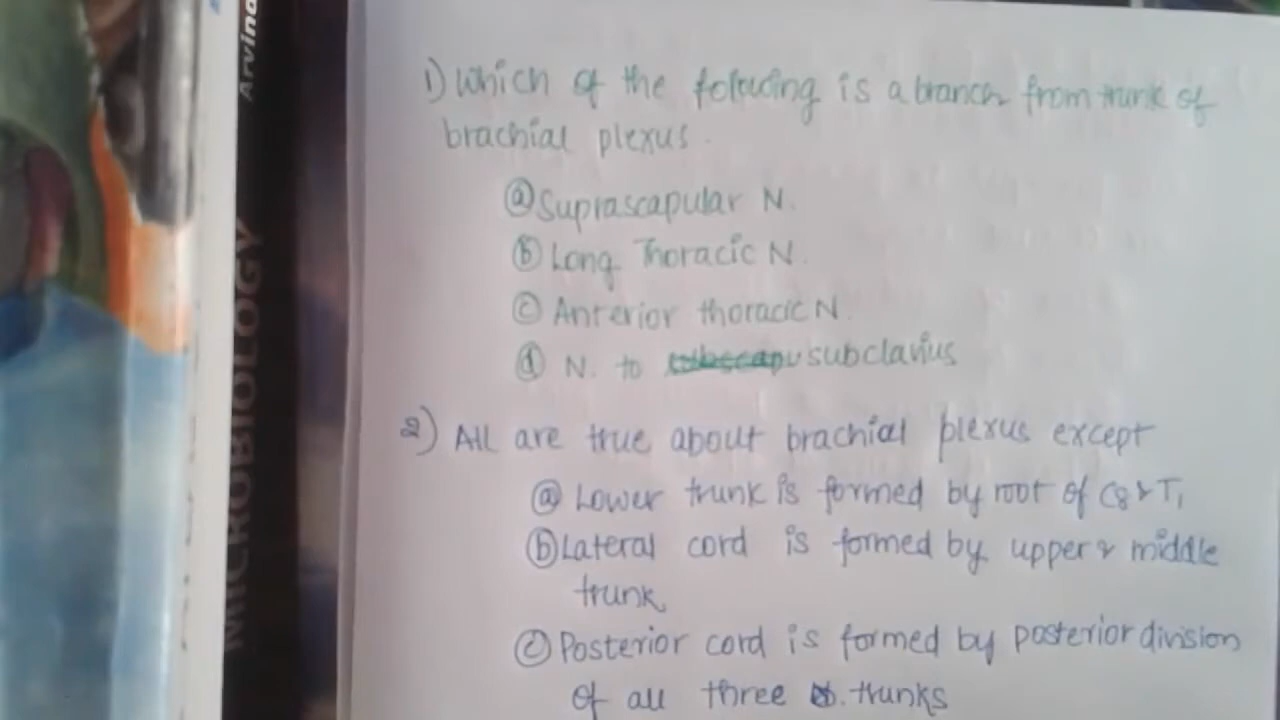 Arvind
MICROBIOLOGY
1) Which of the folowing is a branch from trunk of
brachial plexus.
ⓐ Suprascapular N.
ⓑ Long Thoracic N.
ⓒ Anterior thoracic N.
ⓓ N. to subclavius
2) All are true about brachial plexus except
ⓐ Lower trunk is formed by root of C8 & T1
ⓑ Lateral cord is formed by upper & middle
trunk
ⓒ Posterior cord is formed by posterior division
of all three trunks